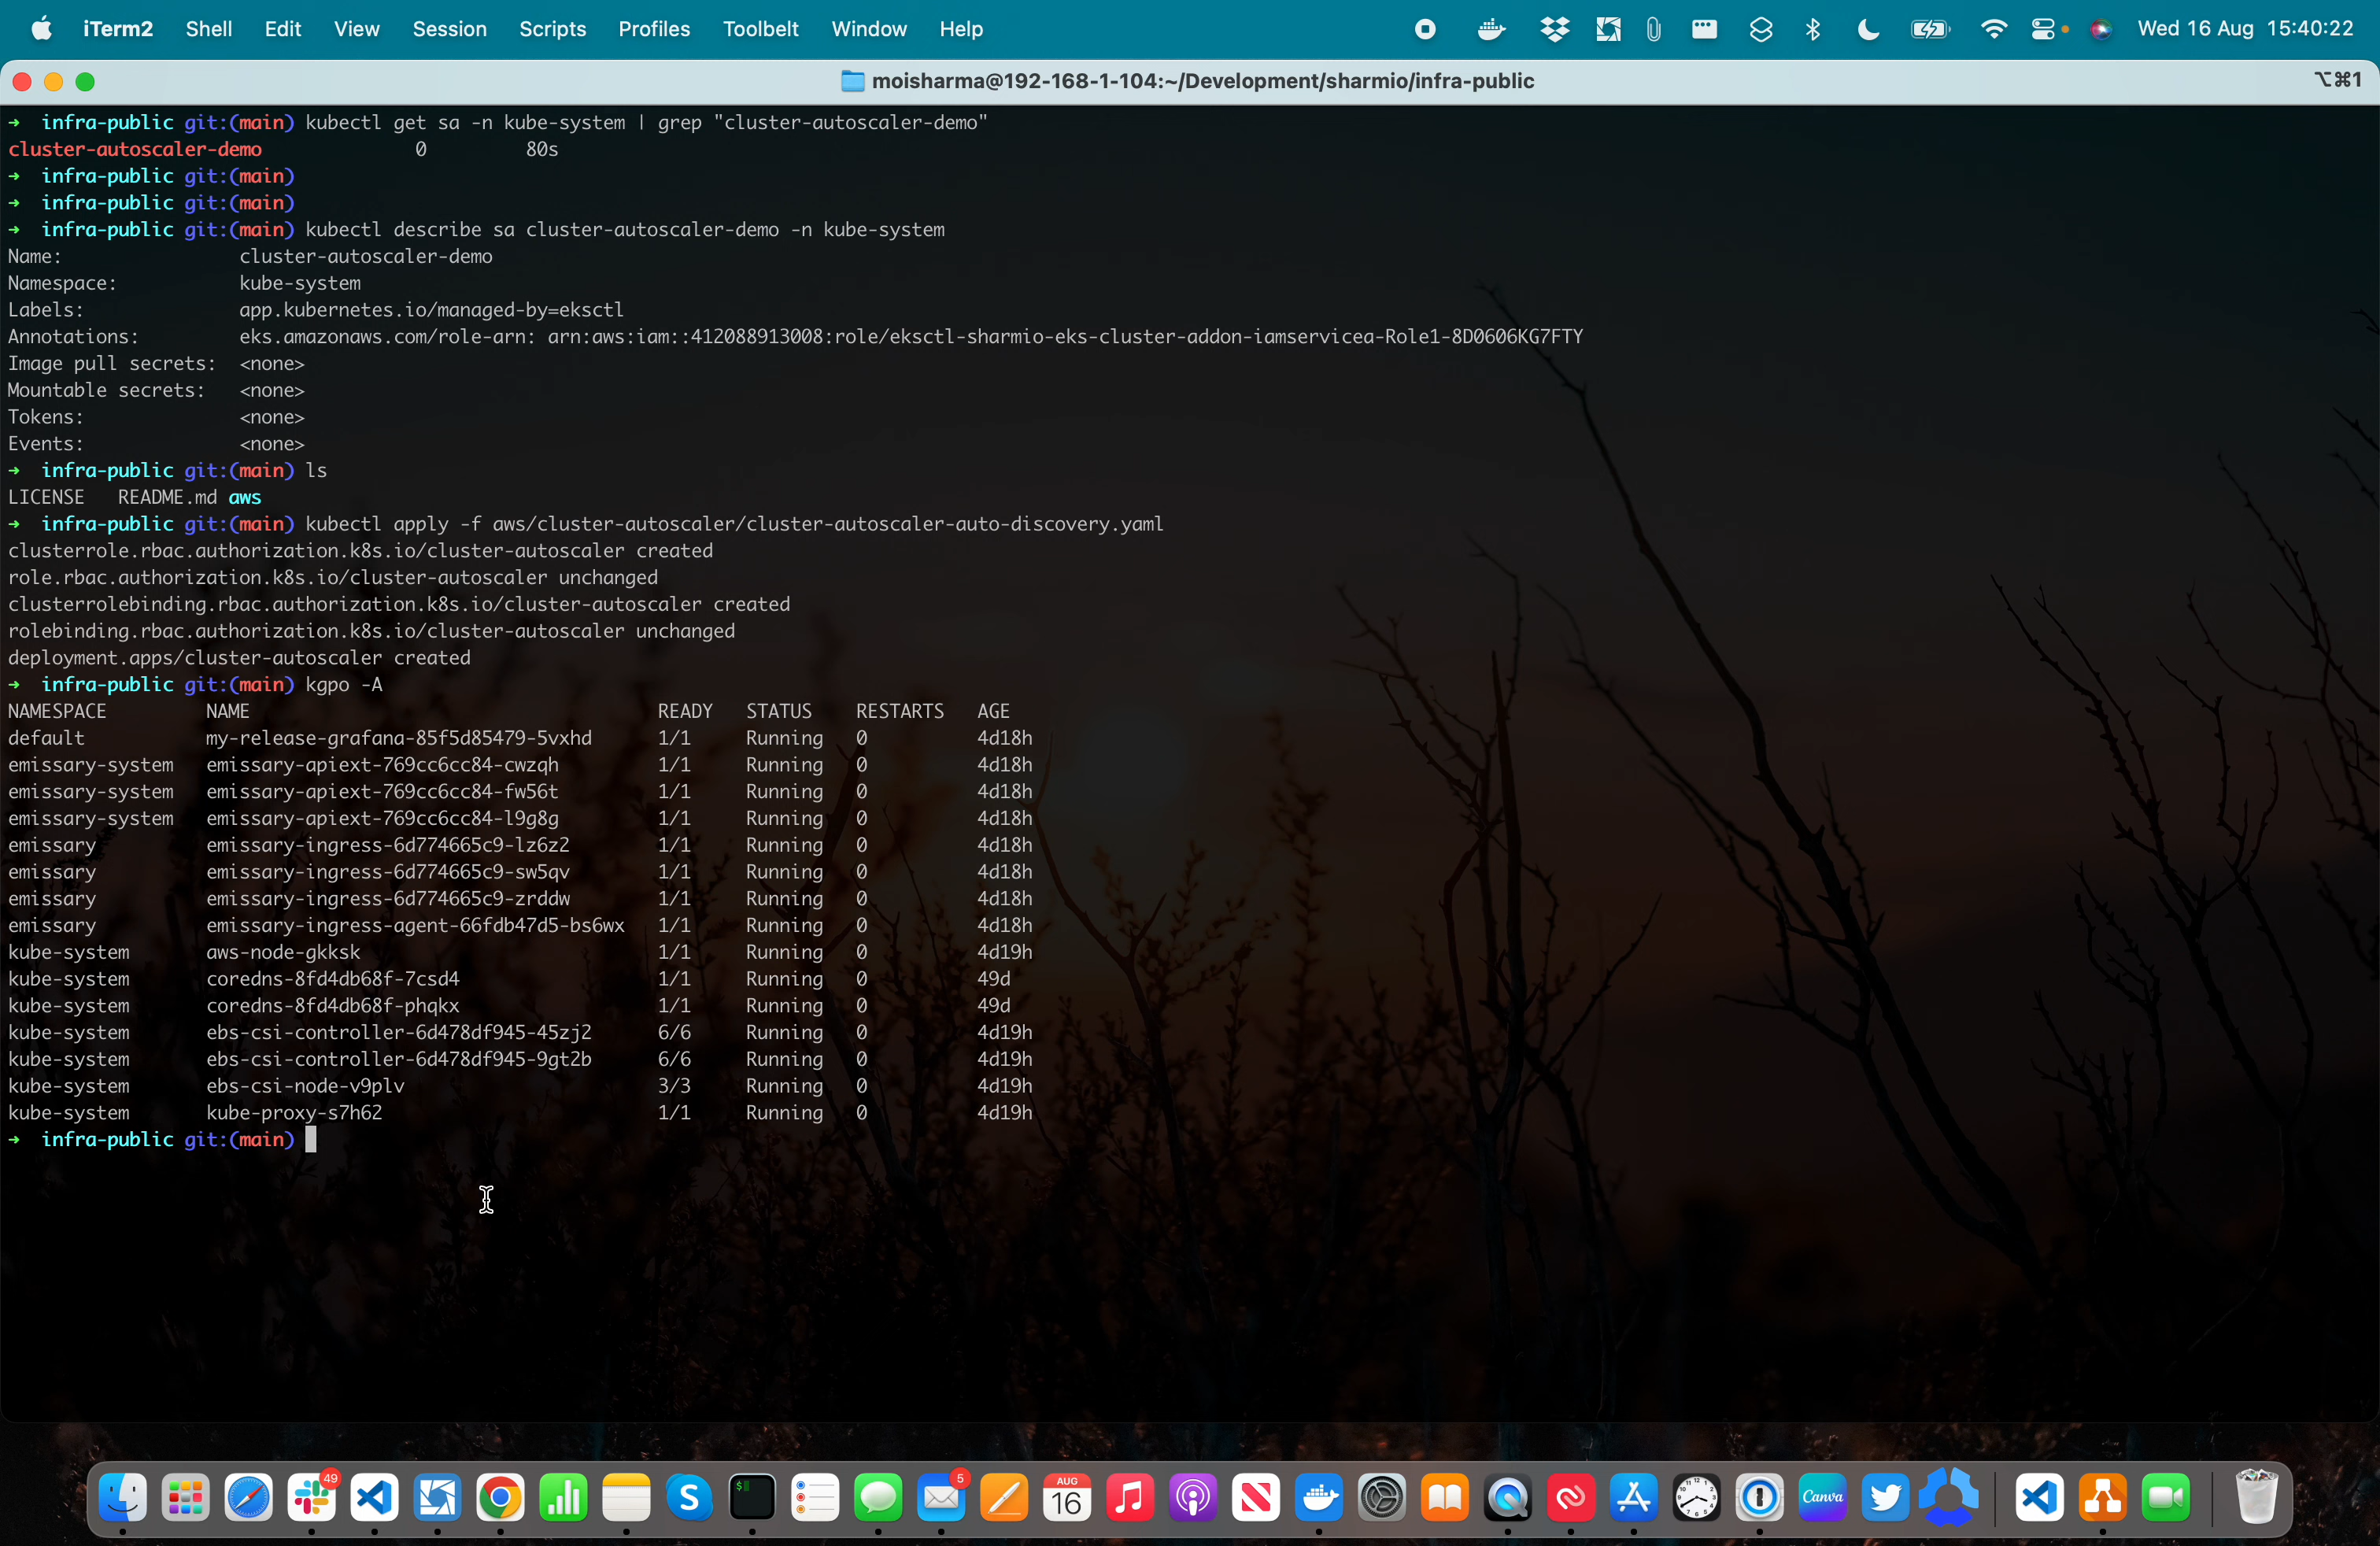 iTerm2 Shell Edit View Session Scripts Profiles Toolbelt Window Help Wed 16 Aug 15:40:22
moisharma@192-168-1-104:~/Development/sharmio/infra-public ⌥⌘1
➜ infra-public git:(main) kubectl get sa -n kube-system | grep "cluster-autoscaler-demo"
cluster-autoscaler-demo 0 80s
➜ infra-public git:(main)
➜ infra-public git:(main)
➜ infra-public git:(main) kubectl describe sa cluster-autoscaler-demo -n kube-system
Name: cluster-autoscaler-demo
Namespace: kube-system
Labels: app.kubernetes.io/managed-by=eksctl
Annotations: eks.amazonaws.com/role-arn: arn:aws:iam::412088913008:role/eksctl-sharmio-eks-cluster-addon-iamservicea-Role1-8D0606KG7FTY
Image pull secrets: <none>
Mountable secrets: <none>
Tokens: <none>
Events: <none>
➜ infra-public git:(main) ls
LICENSE README.md aws
➜ infra-public git:(main) kubectl apply -f aws/cluster-autoscaler/cluster-autoscaler-auto-discovery.yaml
clusterrole.rbac.authorization.k8s.io/cluster-autoscaler created
role.rbac.authorization.k8s.io/cluster-autoscaler unchanged
clusterrolebinding.rbac.authorization.k8s.io/cluster-autoscaler created
rolebinding.rbac.authorization.k8s.io/cluster-autoscaler unchanged
deployment.apps/cluster-autoscaler created
➜ infra-public git:(main) kgpo -A
NAMESPACE NAME READY STATUS RESTARTS AGE
default my-release-grafana-85f5d85479-5vxhd 1/1 Running 0 4d18h
emissary-system emissary-apiext-769cc6cc84-cwzqh 1/1 Running 0 4d18h
emissary-system emissary-apiext-769cc6cc84-fw56t 1/1 Running 0 4d18h
emissary-system emissary-apiext-769cc6cc84-l9g8g 1/1 Running 0 4d18h
emissary emissary-ingress-6d774665c9-lz6z2 1/1 Running 0 4d18h
emissary emissary-ingress-6d774665c9-sw5qv 1/1 Running 0 4d18h
emissary emissary-ingress-6d774665c9-zrddw 1/1 Running 0 4d18h
emissary emissary-ingress-agent-66fdb47d5-bs6wx 1/1 Running 0 4d18h
kube-system aws-node-gkksk 1/1 Running 0 4d19h
kube-system coredns-8fd4db68f-7csd4 1/1 Running 0 49d
kube-system coredns-8fd4db68f-phqkx 1/1 Running 0 49d
kube-system ebs-csi-controller-6d478df945-45zj2 6/6 Running 0 4d19h
kube-system ebs-csi-controller-6d478df945-9gt2b 6/6 Running 0 4d19h
kube-system ebs-csi-node-v9plv 3/3 Running 0 4d19h
kube-system kube-proxy-s7h62 1/1 Running 0 4d19h
➜ infra-public git:(main)
49 5 AUG
16 Canva